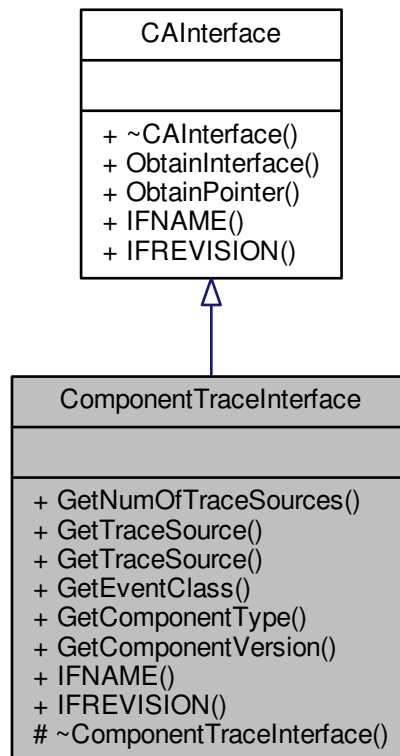 CAInterface
+ ~CAInterface()
+ ObtainInterface()
+ ObtainPointer()
+ IFNAME()
+ IFREVISION()
ComponentTraceInterface
+ GetNumOfTraceSources()
+ GetTraceSource()
+ GetTraceSource()
+ GetEventClass()
+ GetComponentType()
+ GetComponentVersion()
+ IFNAME()
+ IFREVISION()
# ~ComponentTraceInterface()